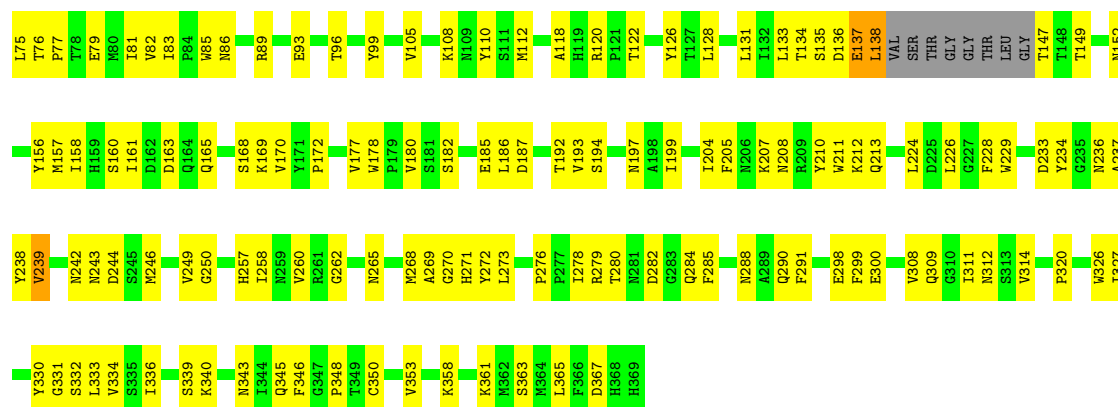 L75 T76 P77 T78 E79 M80 I81 V82 I83 P84 W85 N86 R89 E93 T96 Y99 V105 K108 N109 Y110 S111 M112 A118 H119 R120 P121 T122 Y126 T127 L128 L131 I132 L133 T134 S135 D136 E137 L138 VAL SER THR GLY GLY THR LEU GLY T147 T148 T149 N152
Y156 M157 I158 H159 S160 I161 D162 D163 Q164 Q165 S168 K169 V170 Y171 P172 V177 W178 P179 V180 S181 S182 E185 L186 D187 T192 V193 S194 N197 A198 I199 I204 F205 N206 K207 N208 R209 Y210 W211 K212 Q213 L224 D225 L226 G227 F228 W229 D233 Y234 G235 N236 A237
Y238 V239 N242 N243 D244 S245 M246 V249 G250 H257 I258 N259 V260 R261 G262 N265 M268 A269 G270 H271 Y272 L273 P276 P277 I278 R279 T280 N281 D282 G283 Q284 F285 N288 A289 Q290 F291 E298 F299 E300 V308 Q309 G310 I311 N312 S313 V314 P320 W326 I327
Y330 G331 S332 L333 V334 S335 I336 S339 K340 N343 I344 Q345 F346 G347 P348 T349 C350 V353 K358 K361 M362 S363 M364 L365 F366 D367 H368 H369